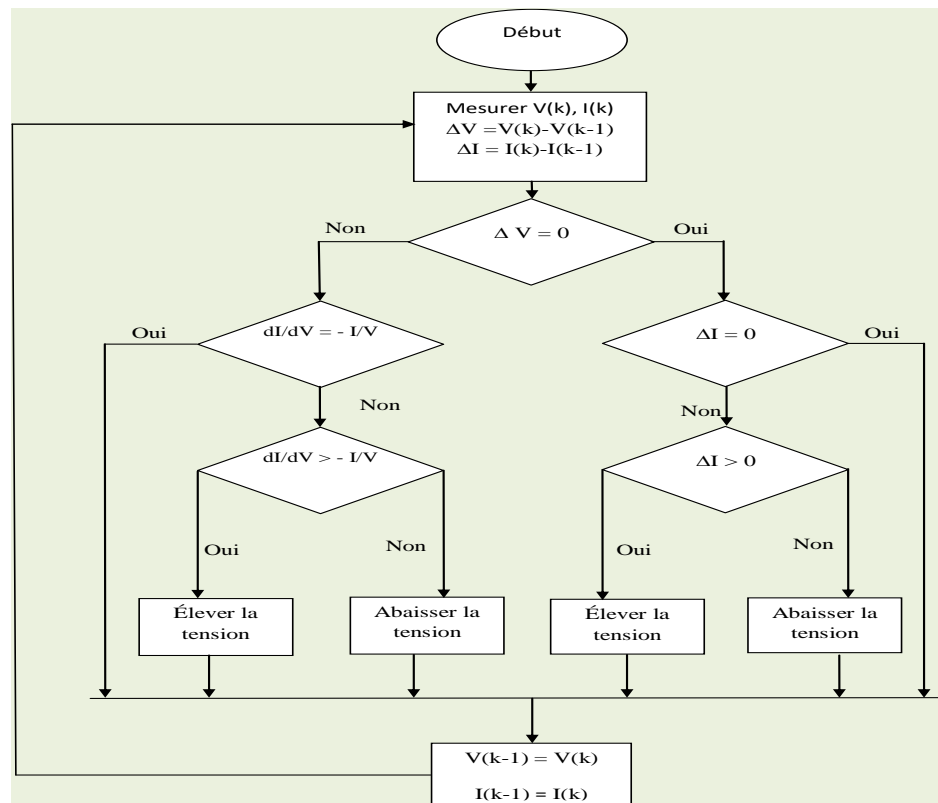 Début
Mesurer V(k), I(k)
ΔV =V(k)-V(k-1)
ΔI = I(k)-I(k-1)
Δ V = 0
Non
Oui
dI/dV = - I/V
Oui
Non
ΔI = 0
Oui
Non
dI/dV > - I/V
Oui
Non
ΔI > 0
Oui
Non
Élever la
tension
Abaisser la
tension
Élever la
tension
Abaisser la
tension
V(k-1) = V(k)
I(k-1) = I(k)